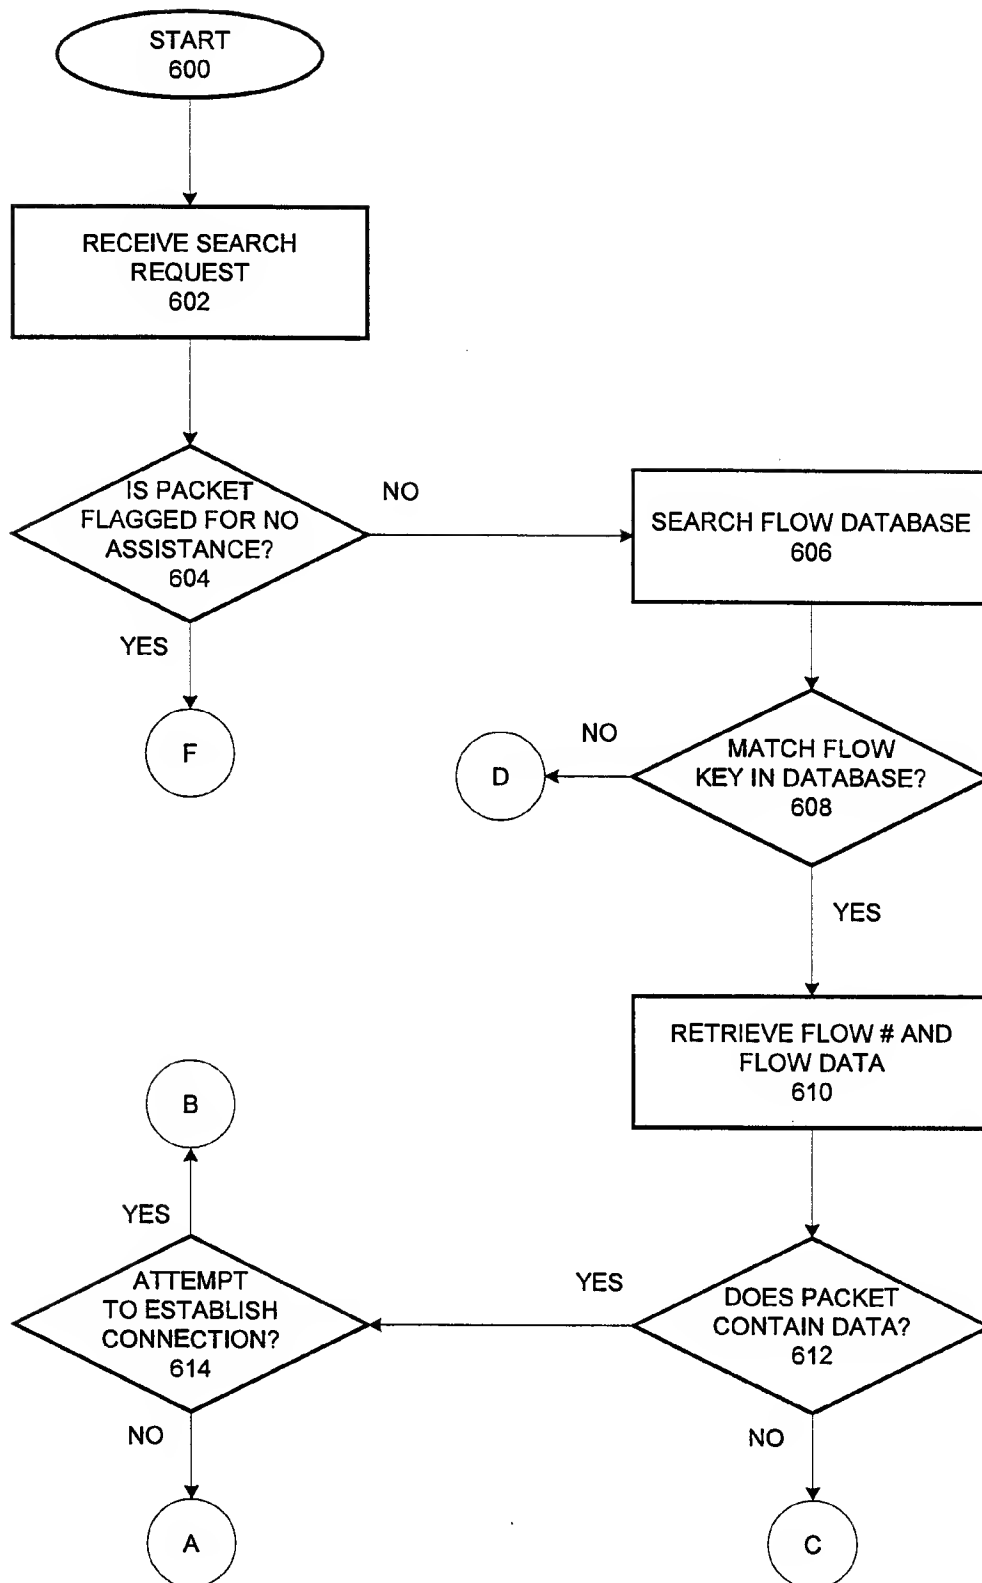 START
600
RECEIVE SEARCH
REQUEST
602
IS PACKET
FLAGGED FOR NO
ASSISTANCE?
604
NO
YES
F
SEARCH FLOW DATABASE
606
MATCH FLOW
KEY IN DATABASE?
608
NO
D
YES
RETRIEVE FLOW # AND
FLOW DATA
610
DOES PACKET
CONTAIN DATA?
612
YES
NO
C
ATTEMPT
TO ESTABLISH
CONNECTION?
614
YES
B
NO
A